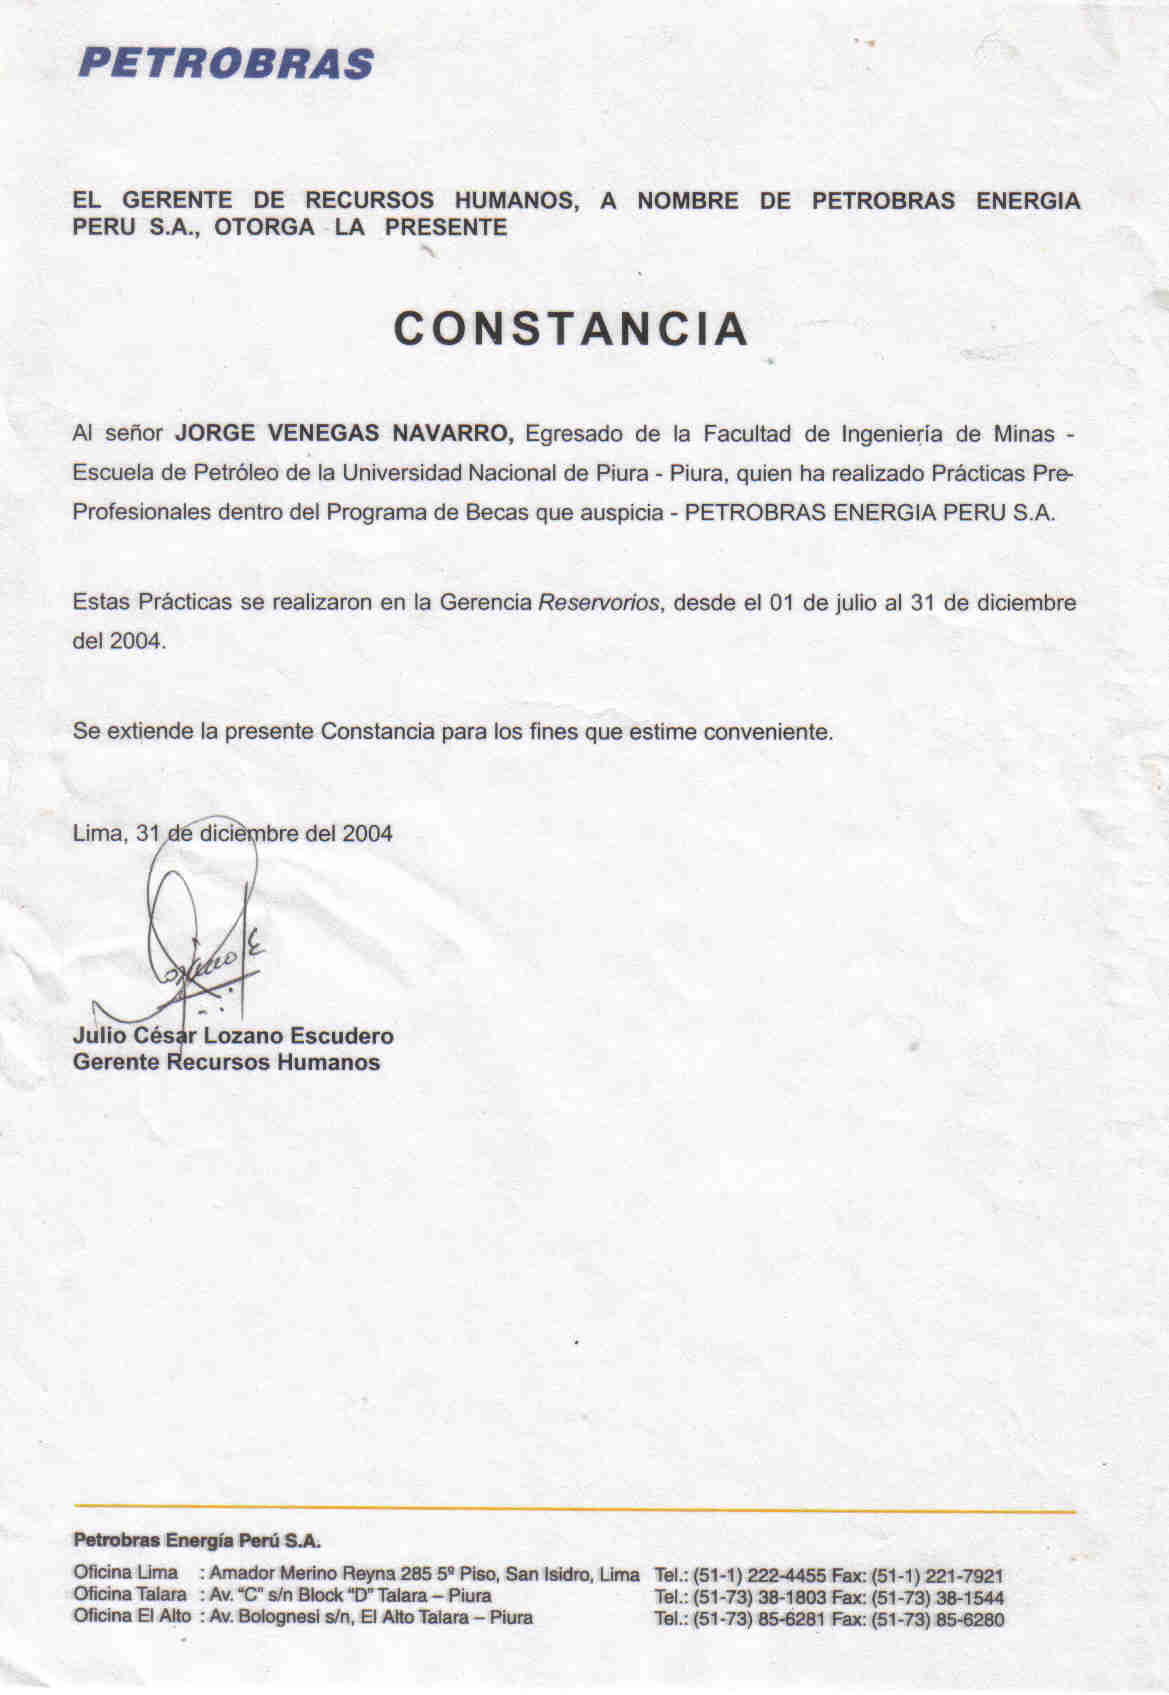 PETROBRAS
EL GERENTE DE RECURSOS HUMANOS, A NOMBRE DE PETROBRAS ENERGIA
PERU S.A., OTORGA LA PRESENTE
CONSTANCIA
Al señor JORGE VENEGAS NAVARRO, Egresado de la Facultad de Ingeniería de Minas -
Escuela de Petróleo de la Universidad Nacional de Piura - Piura, quien ha realizado Prácticas Pre-
Profesionales dentro del Programa de Becas que auspicia - PETROBRAS ENERGIA PERU S.A.
Estas Prácticas se realizaron en la Gerencia Reservorios, desde el 01 de julio al 31 de diciembre
del 2004.
Se extiende la presente Constancia para los fines que estime conveniente.
Lima, 31 de diciembre del 2004
Julio César Lozano Escudero
Gerente Recursos Humanos
Petrobras Energía Perú S.A.
Oficina Lima : Amador Merino Reyna 285 5º Piso, San Isidro, Lima Tel.: (51-1) 222-4455 Fax: (51-1) 221-7921
Oficina Talara : Av. "C" s/n Block "D" Talara – Piura Tel.: (51-73) 38-1803 Fax: (51-73) 38-1544
Oficina El Alto : Av. Bolognesi s/n, El Alto Talara – Piura Tel.: (51-73) 85-6281 Fax: (51-73) 85-6280